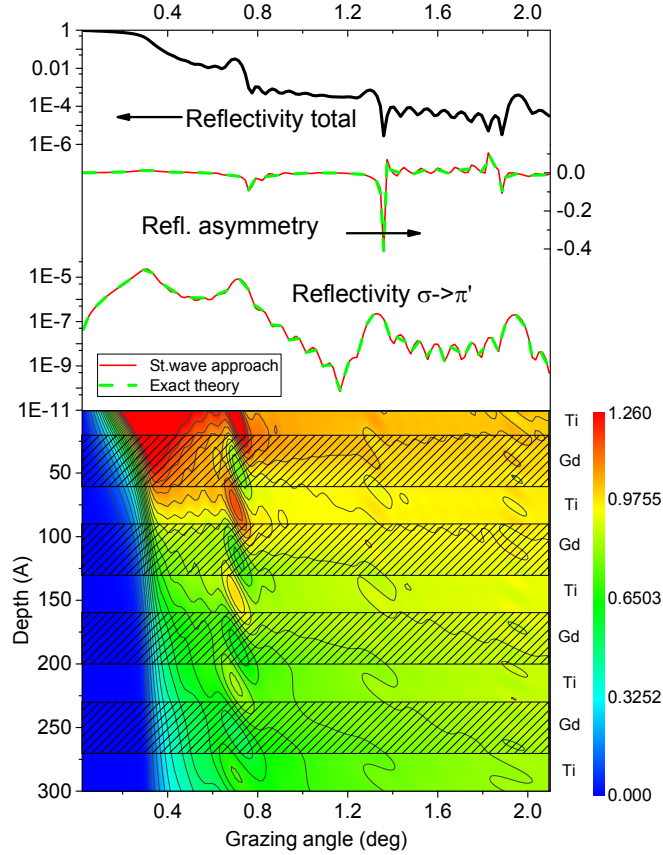 0.4 0.8 1.2 1.6 2.0
1
0.01
1E-4
1E-6
Reflectivity total
0.0
-0.2
-0.4
Refl. asymmetry
1E-5
1E-7
1E-9
1E-11
Reflectivity σ->π'
St.wave approach
Exact theory
50
100
150
200
250
300
Depth (A)
Ti
Gd
Ti
Gd
Ti
Gd
Ti
Gd
Ti
1.260
0.9755
0.6503
0.3252
0.000
0.4 0.8 1.2 1.6 2.0
Grazing angle (deg)